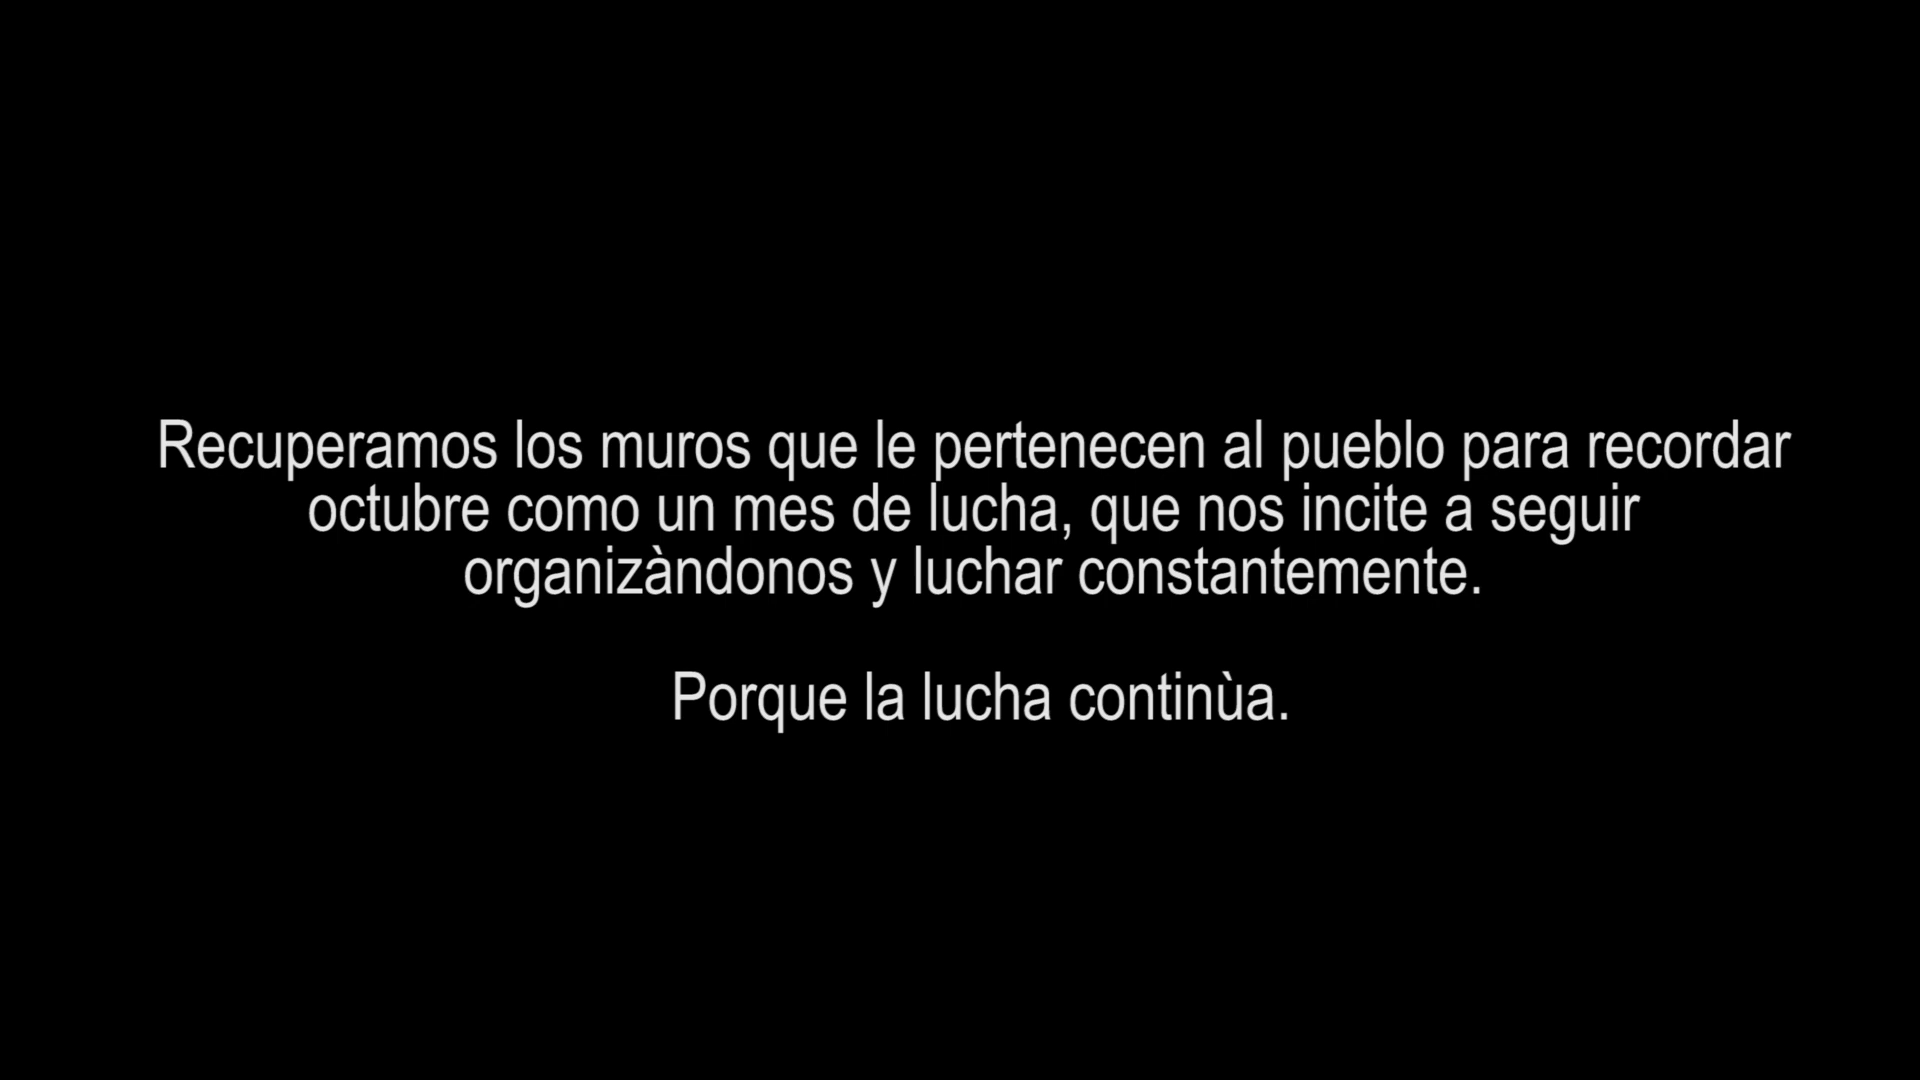 Recuperamos los muros que le pertenecen al pueblo para recordar
octubre como un mes de lucha, que nos incite a seguir
organizàndonos y luchar constantemente.
Porque la lucha continùa.